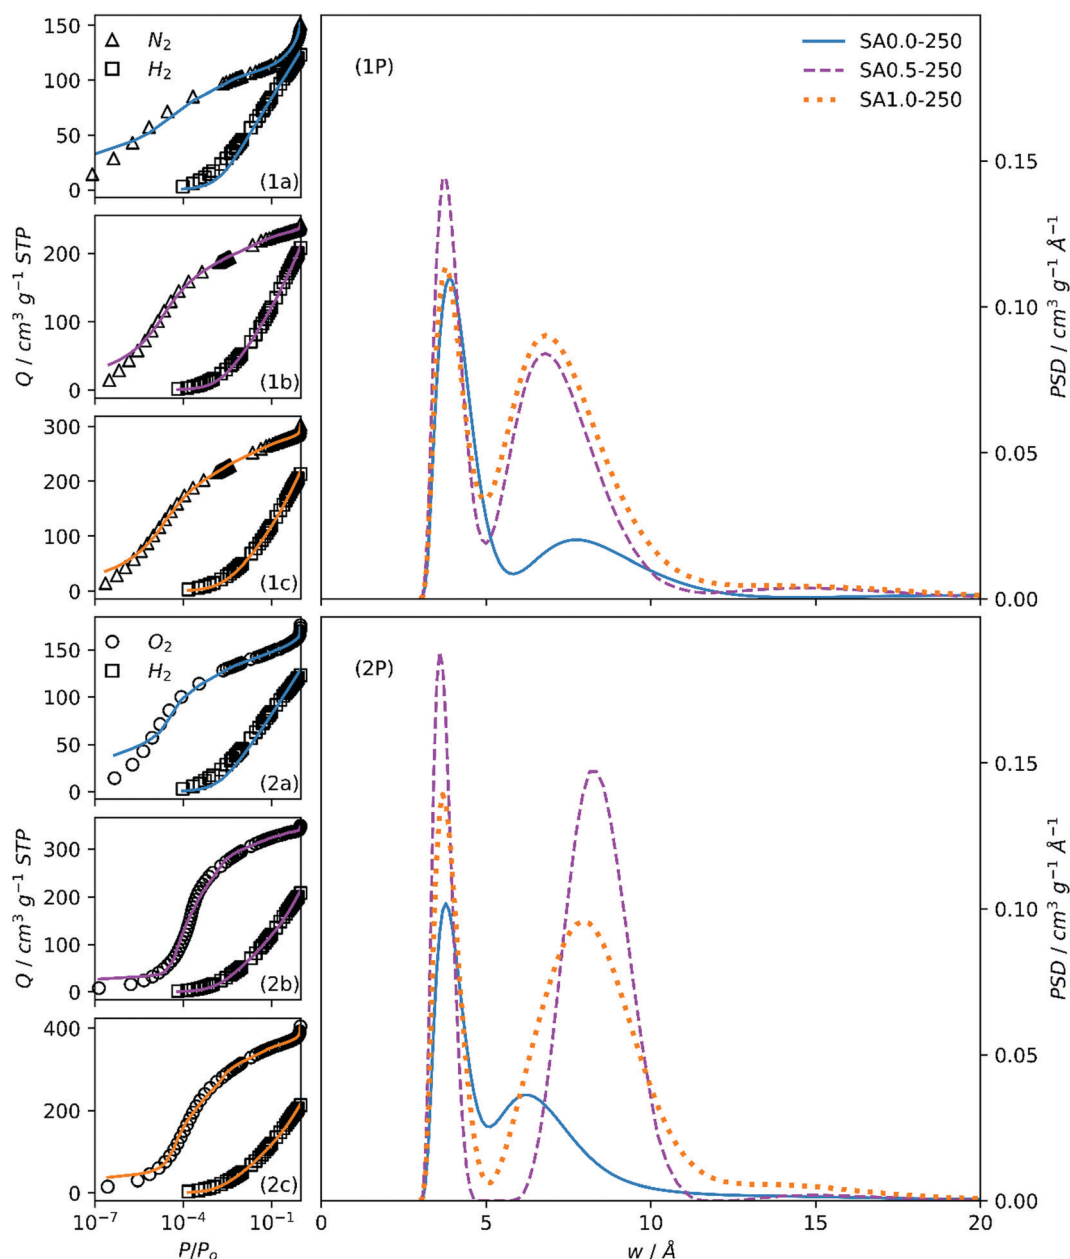 150
100
50
0
N₂
H₂
(1a)
200
100
0
(1b)
Q / cm³ g⁻¹ STP
300
200
100
0
(1c)
(1P)
SA0.0-250
SA0.5-250
SA1.0-250
0.15
0.10
0.05
0.00
PSD / cm³ g⁻¹ Å⁻¹
5
10
15
20
150
100
50
0
O₂
H₂
(2a)
300
200
100
0
(2b)
Q / cm³ g⁻¹ STP
400
200
0
(2c)
10⁻⁷ 10⁻⁴ 10⁻¹
P/Pₒ
(2P)
0.15
0.10
0.05
0.00
PSD / cm³ g⁻¹ Å⁻¹
0 5 10 15 20
w / Å